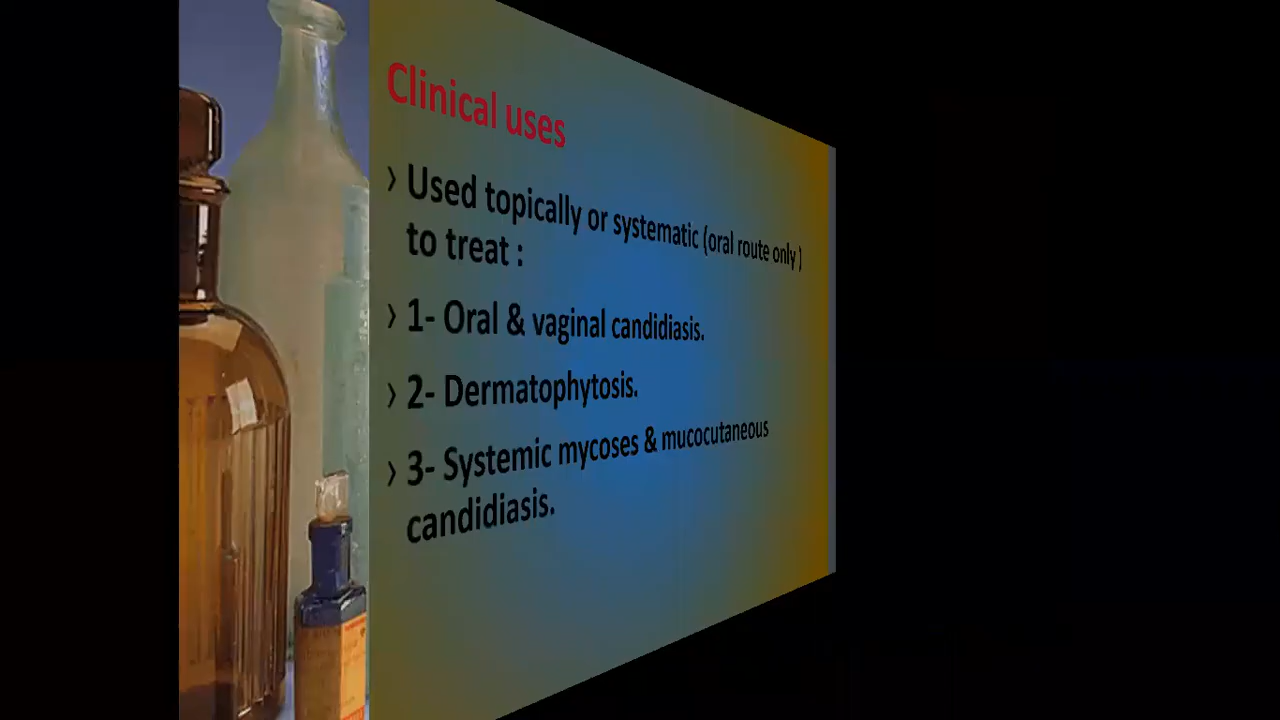 Clinical uses
› Used topically or systematic (oral route only )
to treat :
› 1- Oral & vaginal candidiasis.
› 2- Dermatophytosis.
› 3- Systemic mycoses & mucocutaneous
candidiasis.